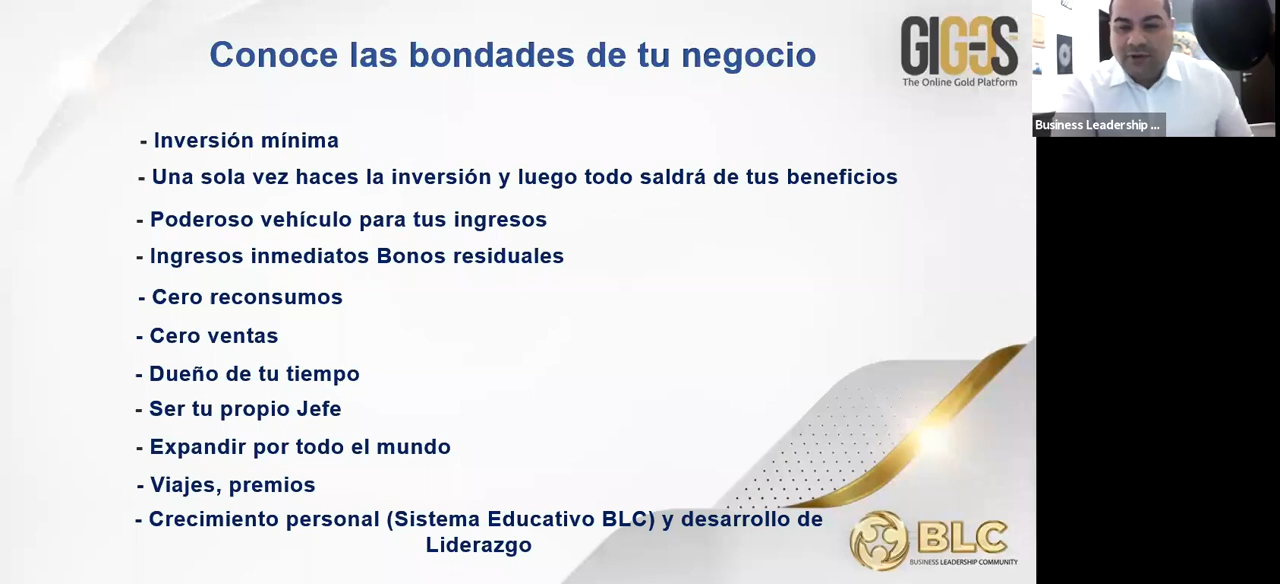 Conoce las bondades de tu negocio
GIGOS
The Online Gold Platform
Business Leadership ...
- Inversión mínima
- Una sola vez haces la inversión y luego todo saldrá de tus beneficios
- Poderoso vehículo para tus ingresos
- Ingresos inmediatos Bonos residuales
- Cero reconsumos
- Cero ventas
- Dueño de tu tiempo
- Ser tu propio Jefe
- Expandir por todo el mundo
- Viajes, premios
- Crecimiento personal (Sistema Educativo BLC) y desarrollo de
Liderazgo
BLC
BUSINESS LEADERSHIP COMMUNITY